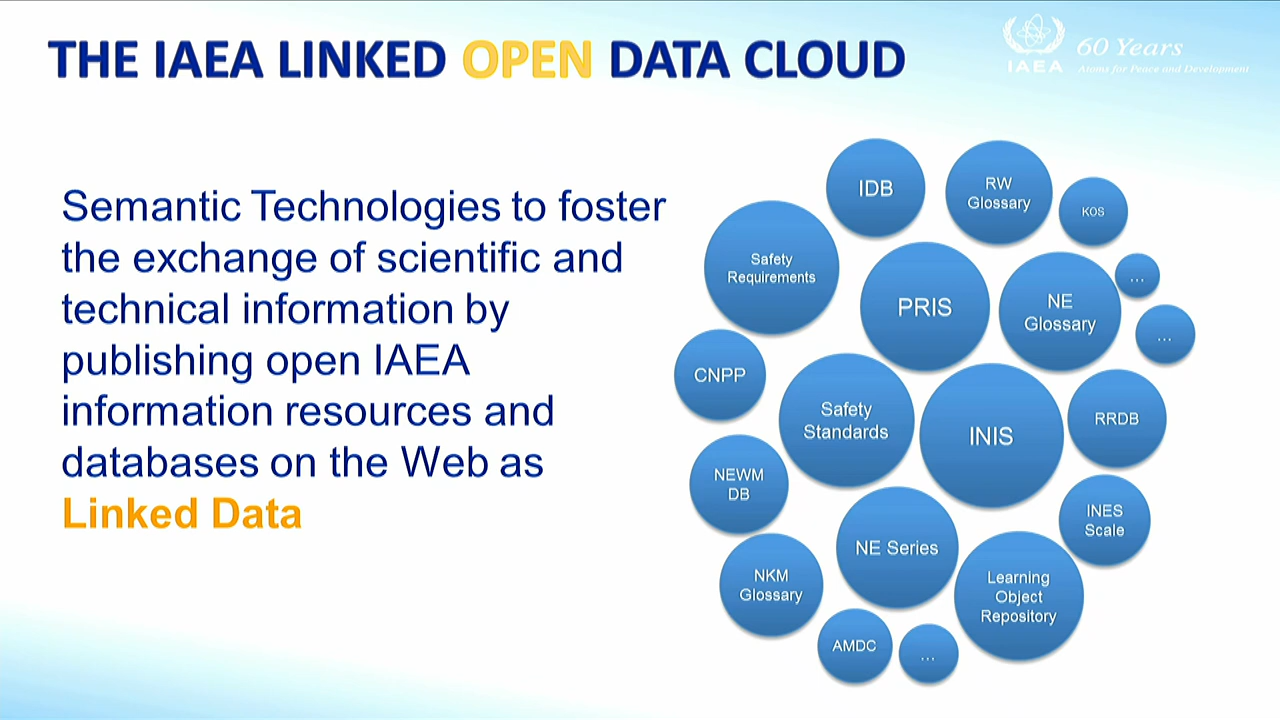 THE IAEA LINKED OPEN DATA CLOUD
60 Years
IAEA
Atoms for Peace and Development
Semantic Technologies to foster
the exchange of scientific and
technical information by
publishing open IAEA
information resources and
databases on the Web as
Linked Data
IDB
RW
Glossary
KOS
Safety
Requirements
PRIS
NE
Glossary
...
...
CNPP
Safety
Standards
INIS
RRDB
NEWM
DB
NE Series
INES
Scale
NKM
Glossary
Learning
Object
Repository
AMDC
...